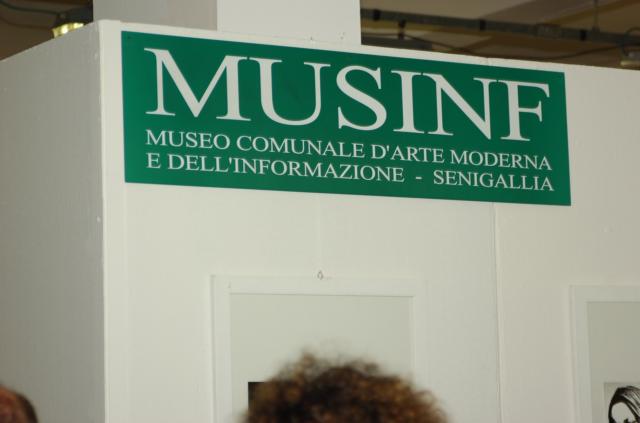 MUSINF
MUSEO COMUNALE D'ARTE MODERNA
E DELL'INFORMAZIONE - SENIGALLIA